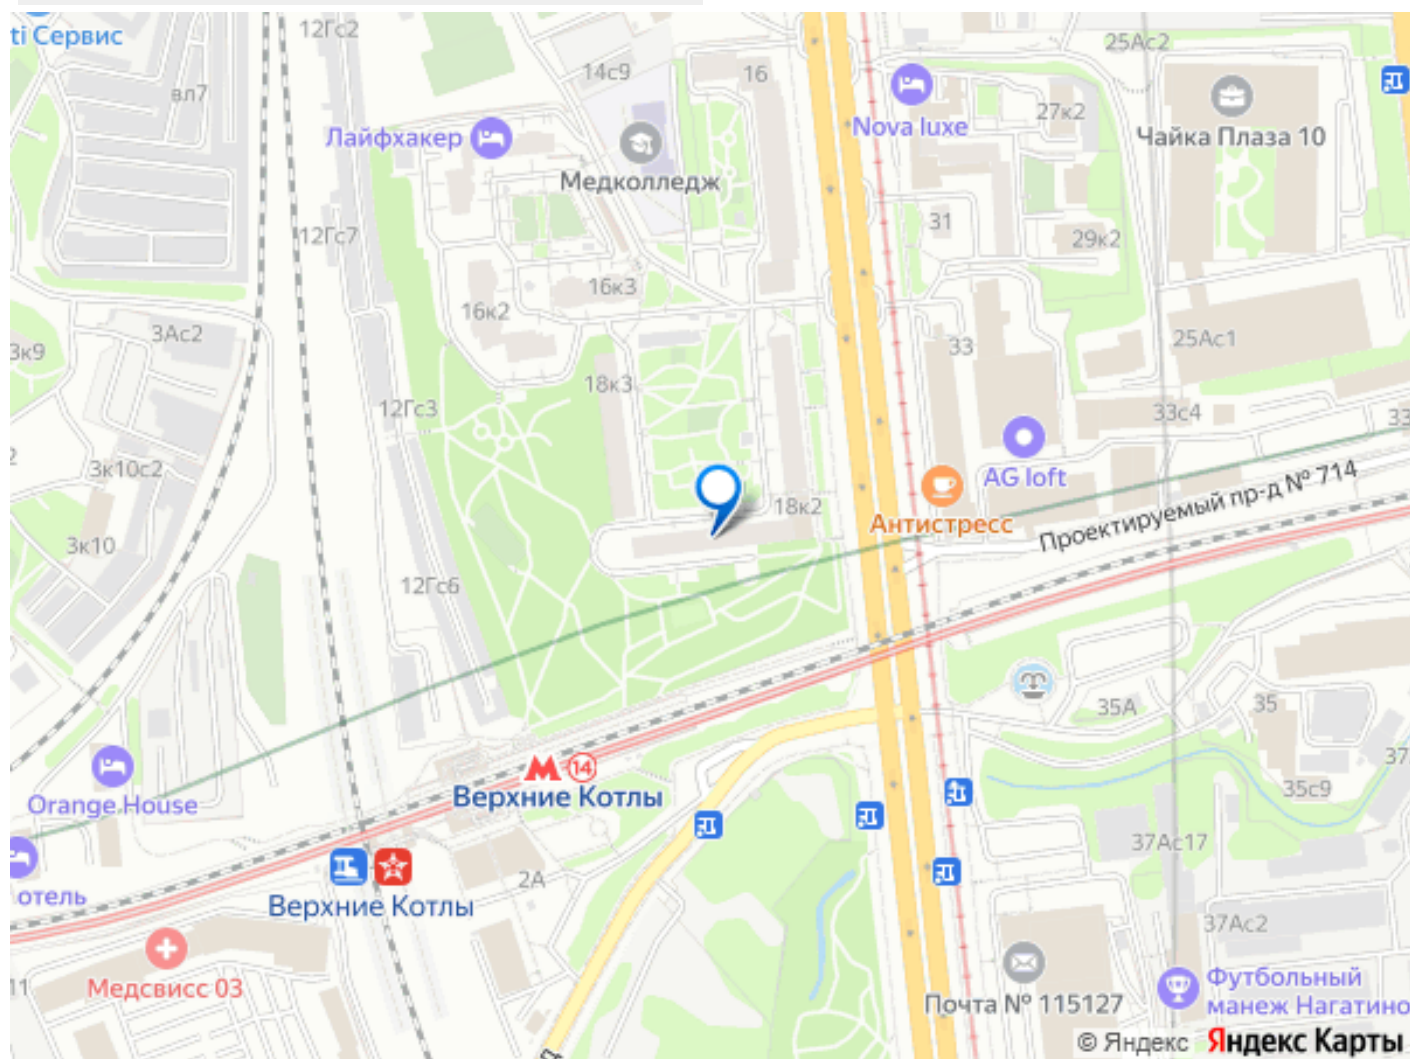 ti Сервис
12Гс2
25Ас2
14с9
16
вл7
27к2
Nova luxe
Чайка Плаза 10
Лайфхакер
Медколледж
31
12Гс7
29к2
16к3
16к2
3Ас2
3к9
33
25Ас1
18к3
12Гс3
33с4
33
2
3к10с2
AG loft
Проектируемый пр-д № 714
18к2
Антистресс
3к10
12Гс6
35А
35
37
Orange House
14
Верхние Котлы
35с9
37Ас17
отель
2А
Верхние Котлы
37Ас2
11
Медсвисс 03
Почта № 115127
Футбольный
манеж Нагатино
© Яндекс Яндекс Карты